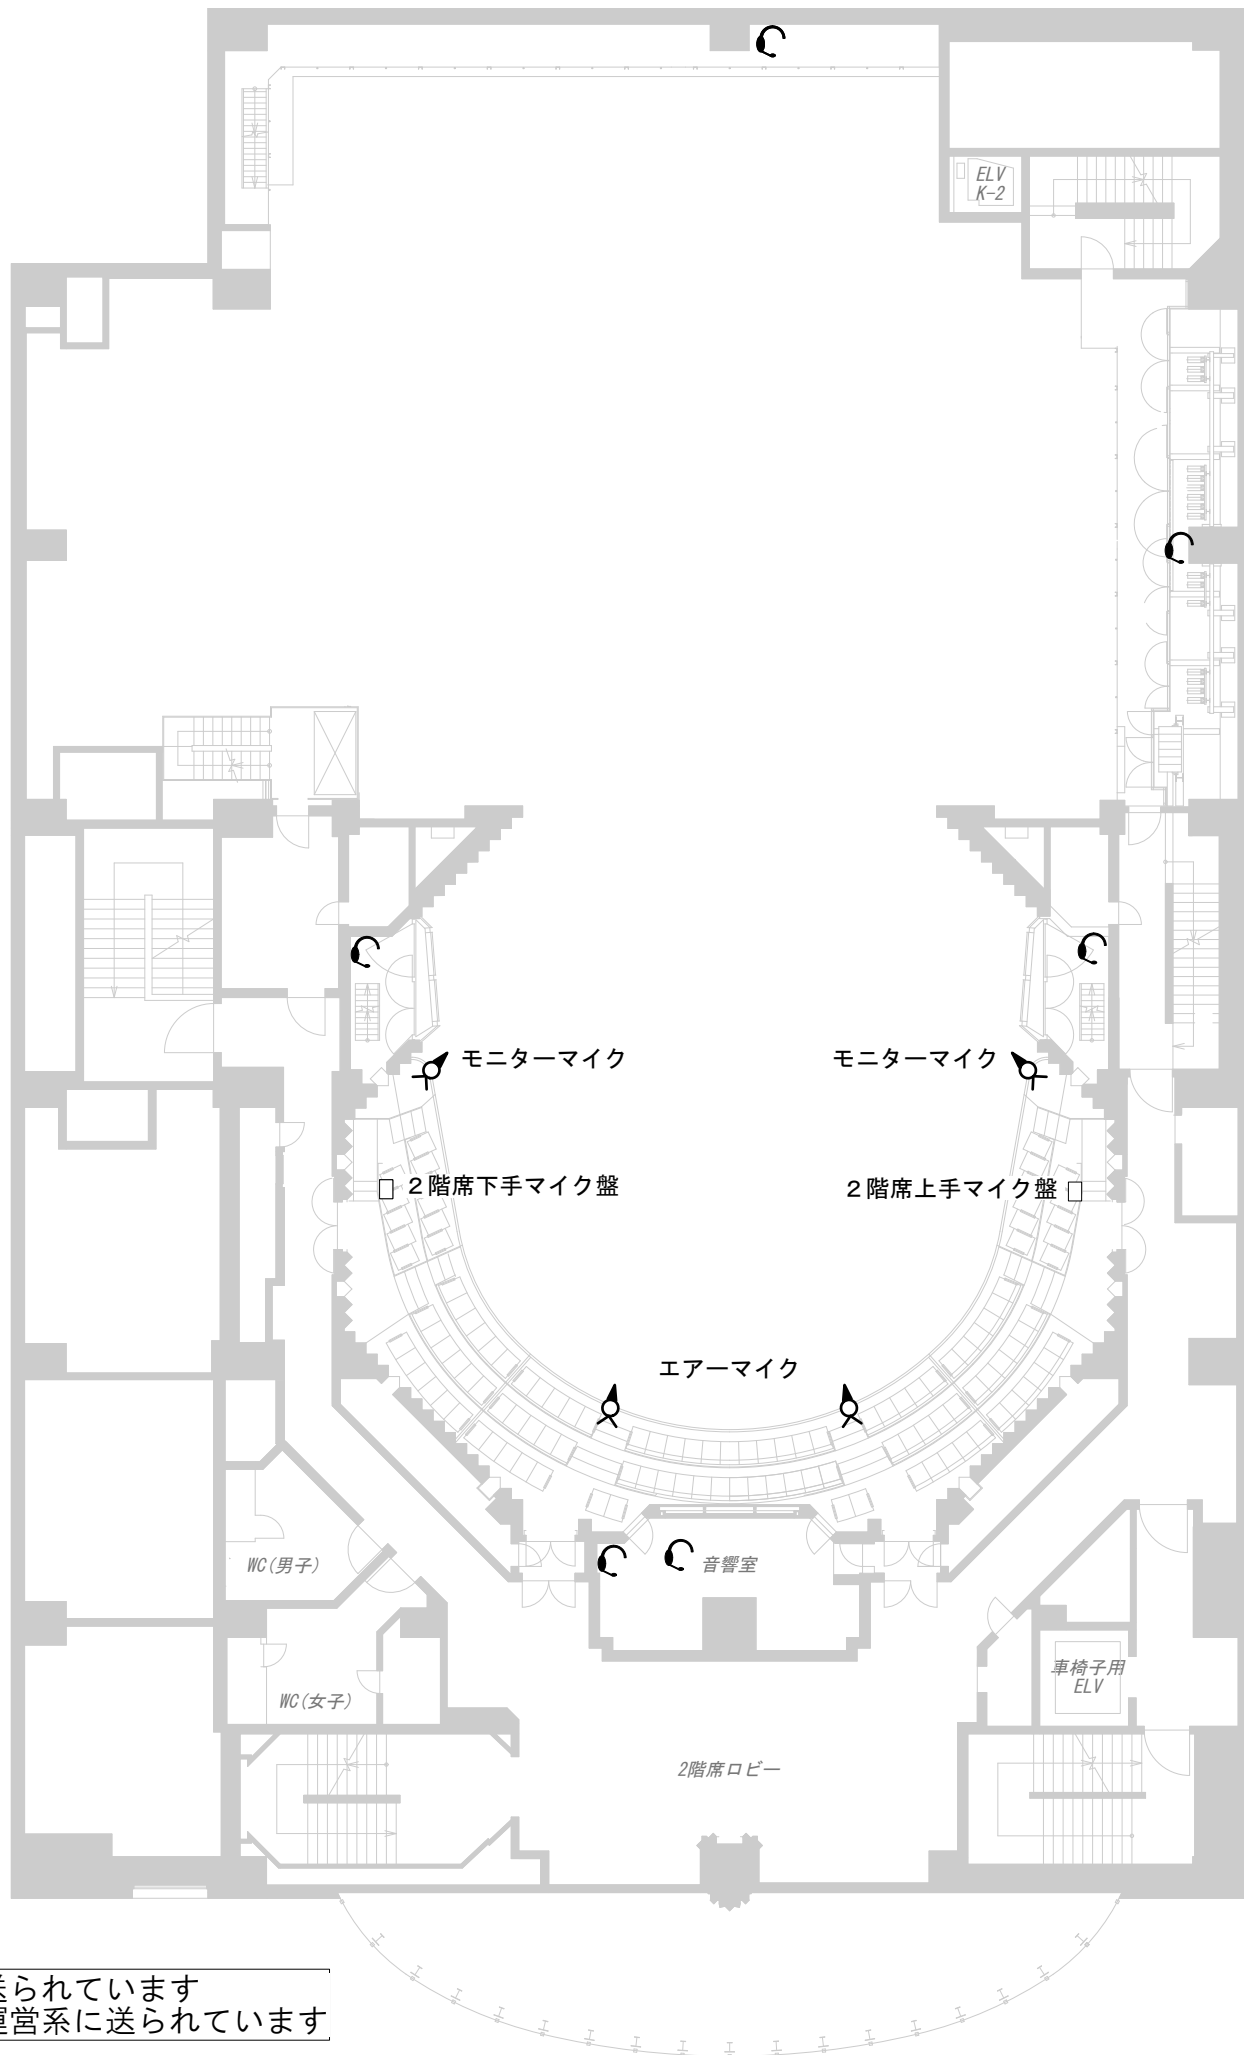 ELV
K-2
モニターマイク
モニターマイク
２階席下手マイク盤
２階席上手マイク盤
エアーマイク
音響室
WC(男子)
WC(女子)
車椅子用
ELV
2階席ロビー
送られています
運営系に送られています